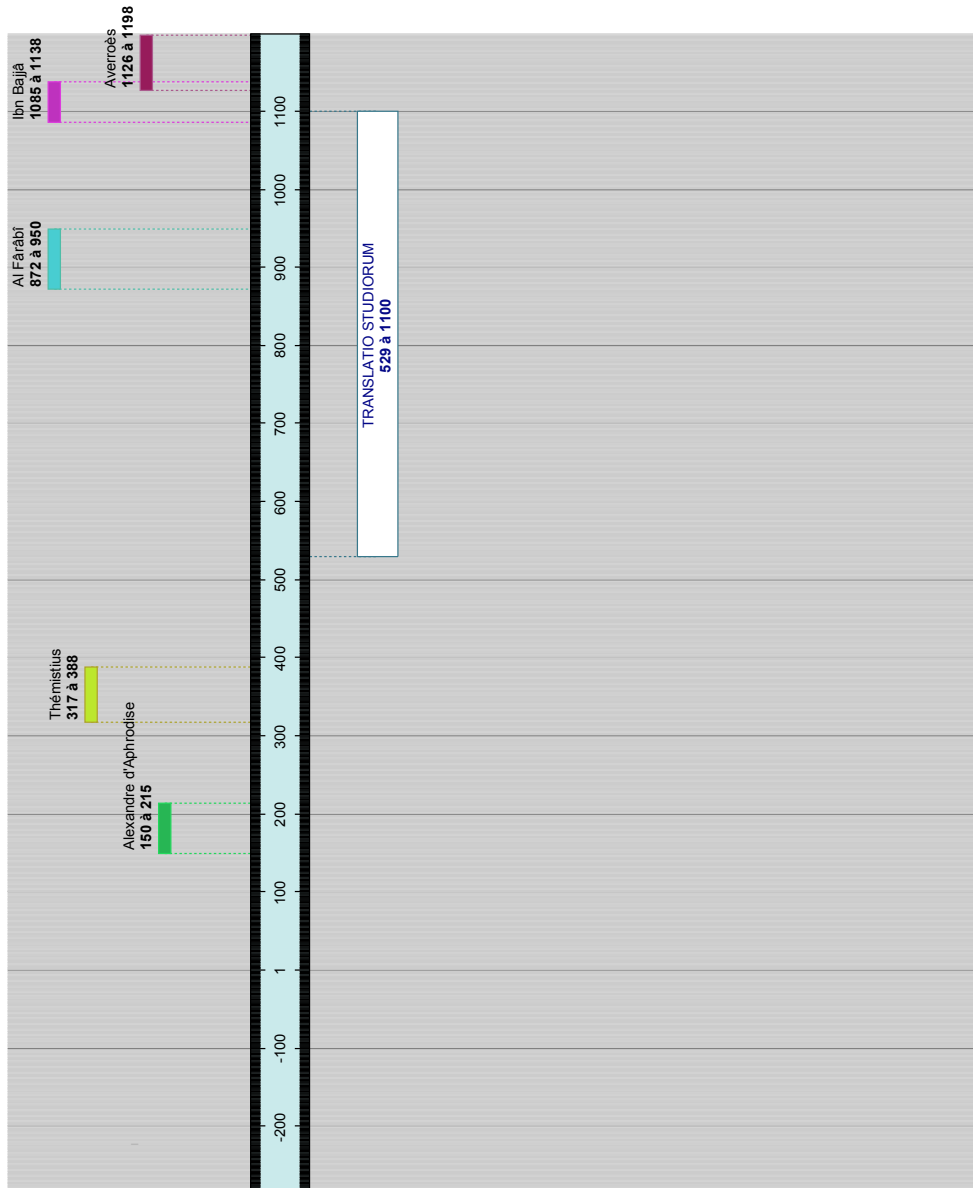 Al Fârâbî
872 à 950
Ibn Bajjâ
1085 à 1138
Thémistius
317 à 388
Averroès
1126 à 1198
Alexandre d'Aphrodise
150 à 215
-200 -100 1 100 200 300 400 500 600 700 800 900 1000 1100
TRANSLATIO STUDIORUM
529 à 1100